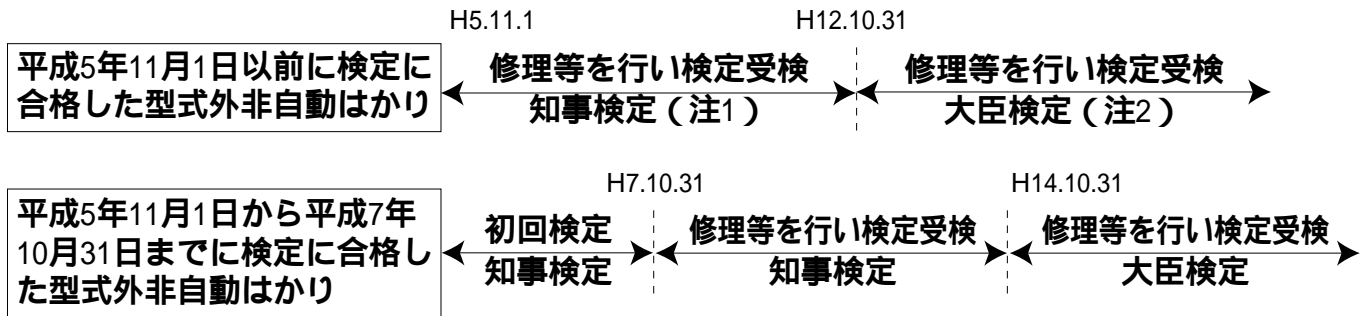 H5.11.1 H12.10.31
平成5年11月1日以前に検定に
合格した型式外非自動はかり
修理等を行い検定受検
知事検定(注1)
修理等を行い検定受検
大臣検定(注2)
H7.10.31 H14.10.31
平成5年11月1日から平成7年
10月31日までに検定に合格し
た型式外非自動はかり
初回検定
知事検定
修理等を行い検定受検
知事検定
修理等を行い検定受検
大臣検定